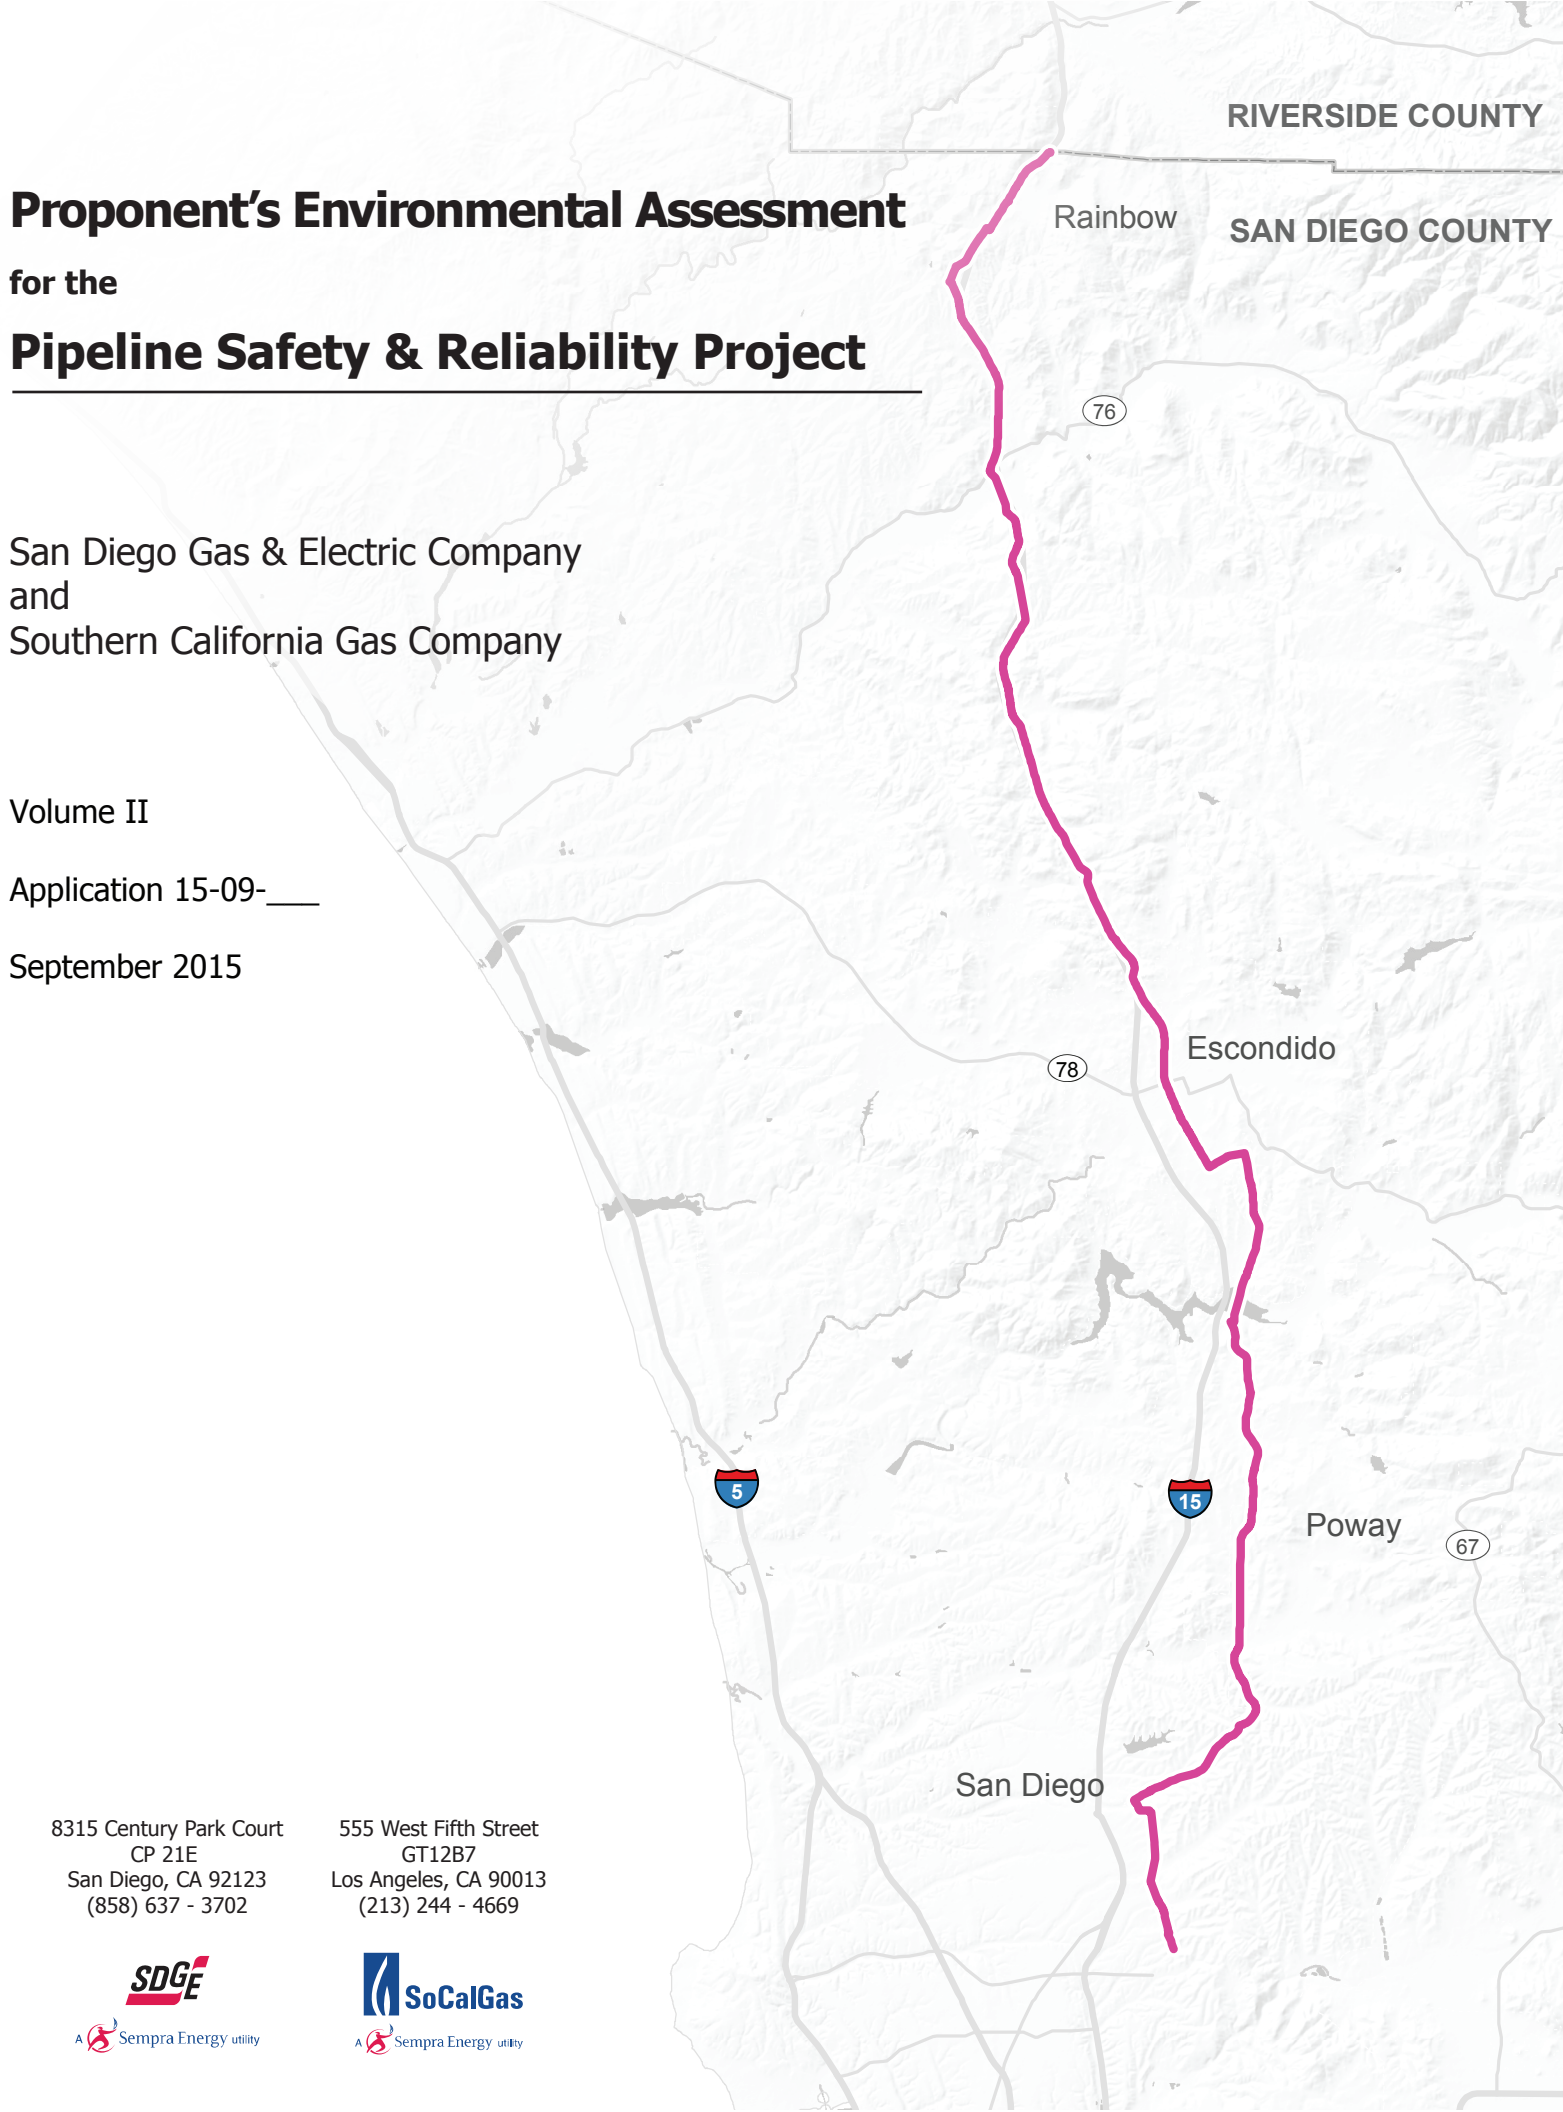 RIVERSIDE COUNTY
Proponent's Environmental Assessment
Rainbow
SAN DIEGO COUNTY
for the
Pipeline Safety & Reliability Project
76
San Diego Gas & Electric Company
and
Southern California Gas Company
Volume II
Application 15-09-___
September 2015
Escondido
78
5
15
Poway
67
San Diego
8315 Century Park Court
CP 21E
San Diego, CA 92123
(858) 637 - 3702
555 West Fifth Street
GT12B7
Los Angeles, CA 90013
(213) 244 - 4669
SDGE
A Sempra Energy utility
SoCalGas
A Sempra Energy utility